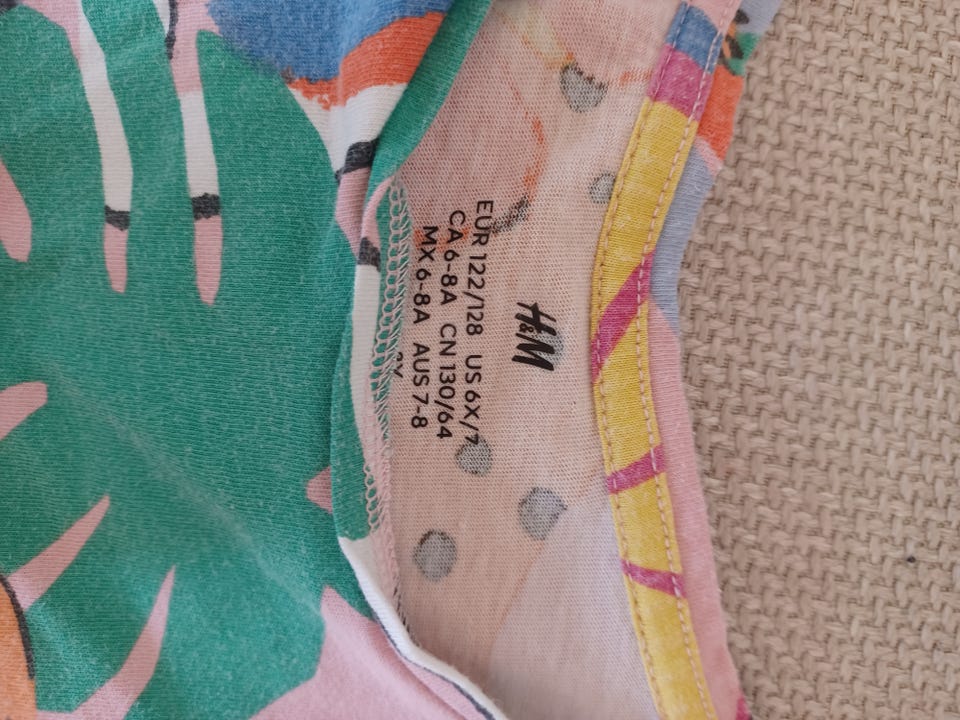 H&M
EUR 122/128 US 6X/7
CA 6-8A CN 130/64
MX 6-8A AUS 7-8